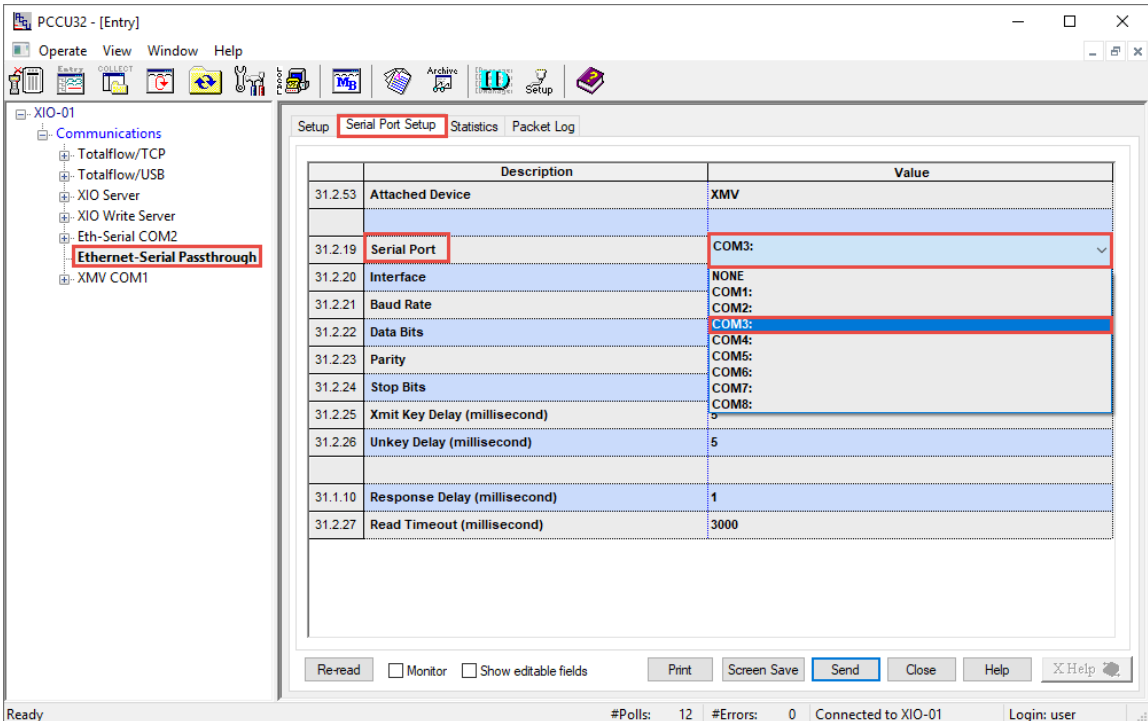 PCCU32 - [Entry]
Operate View Window Help
Entry
COLLECT
MB
Archive
ID
Setup
XIO-01
Communications
Totalflow/TCP
Totalflow/USB
XIO Server
XIO Write Server
Eth-Serial COM2
Ethernet-Serial Passthrough
XMV COM1
Setup Serial Port Setup Statistics Packet Log
Description Value
31.2.53 Attached Device XMV
31.2.19 Serial Port COM3:
31.2.20 Interface
31.2.21 Baud Rate
31.2.22 Data Bits
31.2.23 Parity
31.2.24 Stop Bits
31.2.25 Xmit Key Delay (millisecond) 5
31.2.26 Unkey Delay (millisecond) 5
31.1.10 Response Delay (millisecond) 1
31.2.27 Read Timeout (millisecond) 3000
NONE
COM1:
COM2:
COM3:
COM4:
COM5:
COM6:
COM7:
COM8:
Re-read Monitor Show editable fields Print Screen Save Send Close Help X Help
Ready #Polls: 12 #Errors: 0 Connected to XIO-01 Login: user